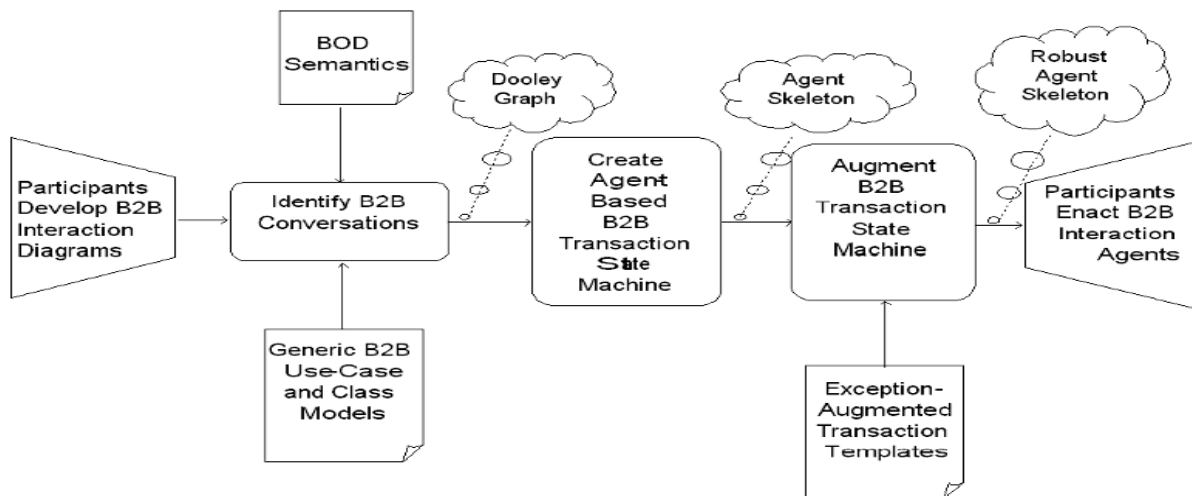 BOD
Semantics
Dooley
Graph
Agent
Skeleton
Robust
Agent
Skeleton
Participants
Develop B2B
Interaction
Diagrams
Identify B2B
Conversations
Create
Agent
Based
B2B
Transaction
State
Machine
Augment
B2B
Transaction
State
Machine
Participants
Enact B2B
Interaction
Agents
Generic B2B
Use-Case
and Class
Models
Exception-
Augmented
Transaction
Templates